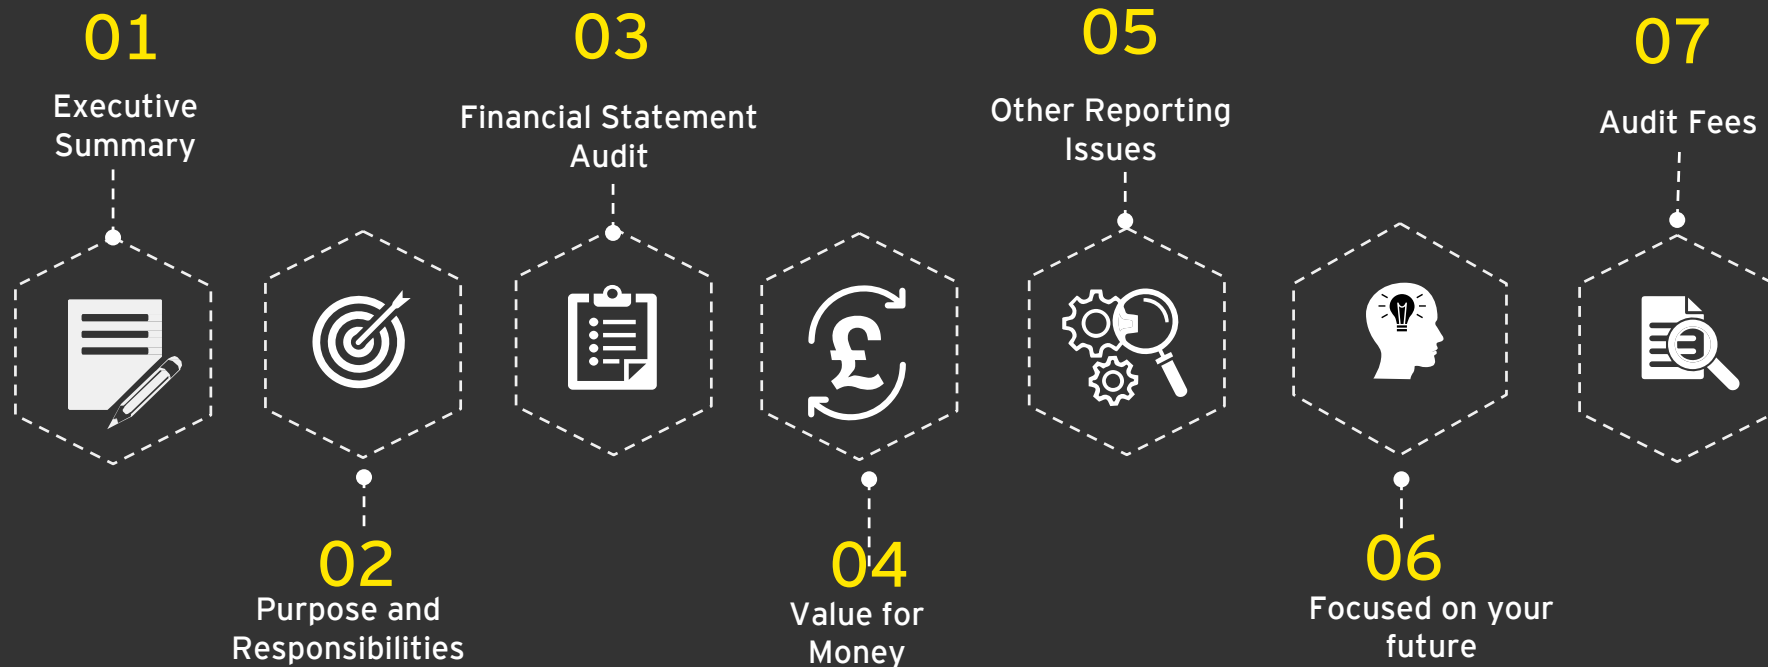 01
Executive
Summary
02
Purpose and
Responsibilities
03
Financial Statement
Audit
04
Value for
Money
05
Other Reporting
Issues
06
Focused on your
future
07
Audit Fees
£